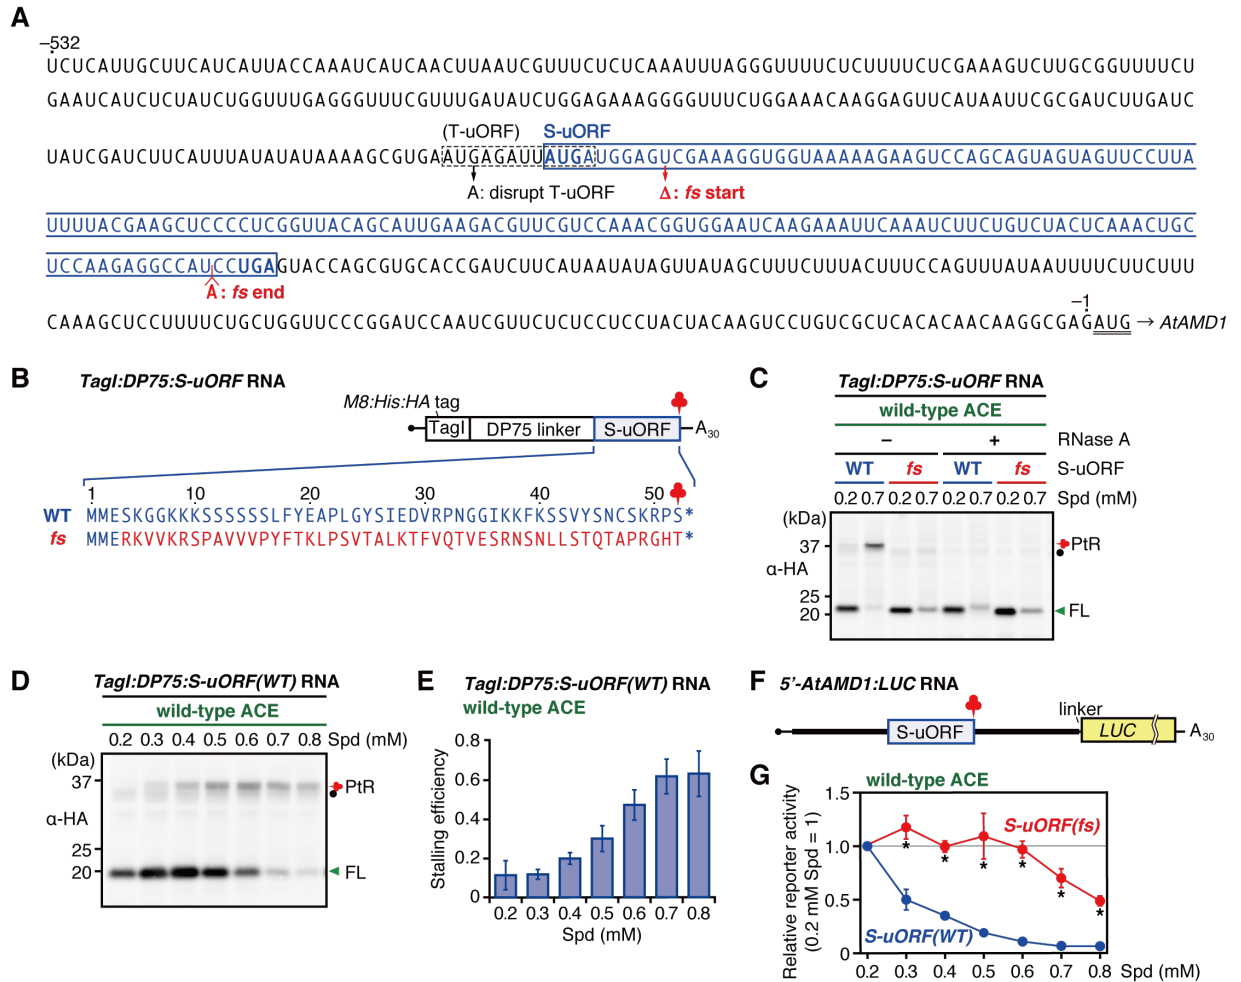 A
–532
UCUCAUUGCUUCAUCAUUACCAAAUCAUCAACUUAAUCGUUUCUCUCAAAUUUAGGGUUUUCUCUUUUCUCGAAAGUCUUGCGGUUUUCU
GAAUCAUCUCUAUCUGGUUUGAGGGUUUCGUUUGAUAUCUGGAGAAAGGGGUUUCUGGAAACAAGGAGUUCAUAAUUCGCGAUCUUGAUC
(T-uORF) S-uORF
UAUCGAUCUUCAUUUAUAUAUAAAAGCGUGAAUGAGAUUAUGAUGGAGUCGAAAGGUGGUAAAAAGAAGUCCAGCAGUAGUAGUUCCUUA
A: disrupt T-uORF Δ: fs start
UUUUACGAAGCUCCCCUCGGUUACAGCAUUGAAGACGUUCGUCCAAACGGUGGAAUCAAGAAAUUCAAAUCUUCUGUCUACUCAAACUGC
UCCAAGAGGCCAUCCUGAGUACCAGCGUGCACCGAUCUUCAUAAUAUAGUUAUAGCUUUCUUUACUUUCCAGUUUAUAAUUUUCUUCUUU
A: fs end
–1
CAAAGCUCCUUUUCUGCUGGUUCCCGGAUCCAAUCGUUCUCUCCUCCUACUACAAGUCCUGUCGCUCACACAACAAGGCGAGAUG → AtAMD1
B TagI:DP75:S-uORF RNA
M8:His:HA tag
TagI DP75 linker S-uORF A30
1 10 20 30 40 50
WT MMESKGGKKKSSSSSSLFYEAPLGYSIEDVRPNGGIKKFKSSVYSNCSKRPS*
fs MMERKVVKRSPAVVVPYFTKLPSVTALKTFVQTVESRNSNLLSTQTAPRGHT*
C TagI:DP75:S-uORF RNA
wild-type ACE
– + RNase A
WT fs WT fs S-uORF
0.2 0.7 0.2 0.7 0.2 0.7 0.2 0.7 Spd (mM)
(kDa)
37 PtR
α-HA
25
20 FL
D TagI:DP75:S-uORF(WT) RNA
wild-type ACE
0.2 0.3 0.4 0.5 0.6 0.7 0.8 Spd (mM)
(kDa)
37 PtR
α-HA
25
20 FL
E TagI:DP75:S-uORF(WT) RNA
wild-type ACE
Stalling efficiency
0.8
0.6
0.4
0.2
0
0.2 0.3 0.4 0.5 0.6 0.7 0.8
Spd (mM)
F 5'-AtAMD1:LUC RNA
linker
S-uORF LUC A30
G wild-type ACE
Relative reporter activity
(0.2 mM Spd = 1)
1.5
1.0
0.5
0
S-uORF(fs)
* * * * * *
S-uORF(WT)
0.2 0.3 0.4 0.5 0.6 0.7 0.8 Spd (mM)